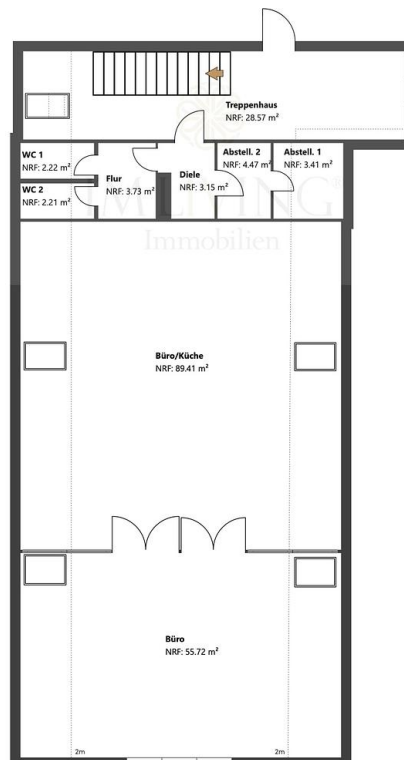 Treppenhaus
NRF: 28.57 m²
WC 1
NRF: 2.22 m²
WC 2
NRF: 2.21 m²
Flur
NRF: 3.73 m²
Diele
NRF: 3.15 m²
Abstell. 2
NRF: 4.47 m²
Abstell. 1
NRF: 3.41 m²
Immobilien
Büro/Küche
NRF: 89.41 m²
Büro
NRF: 55.72 m²
2m
2m